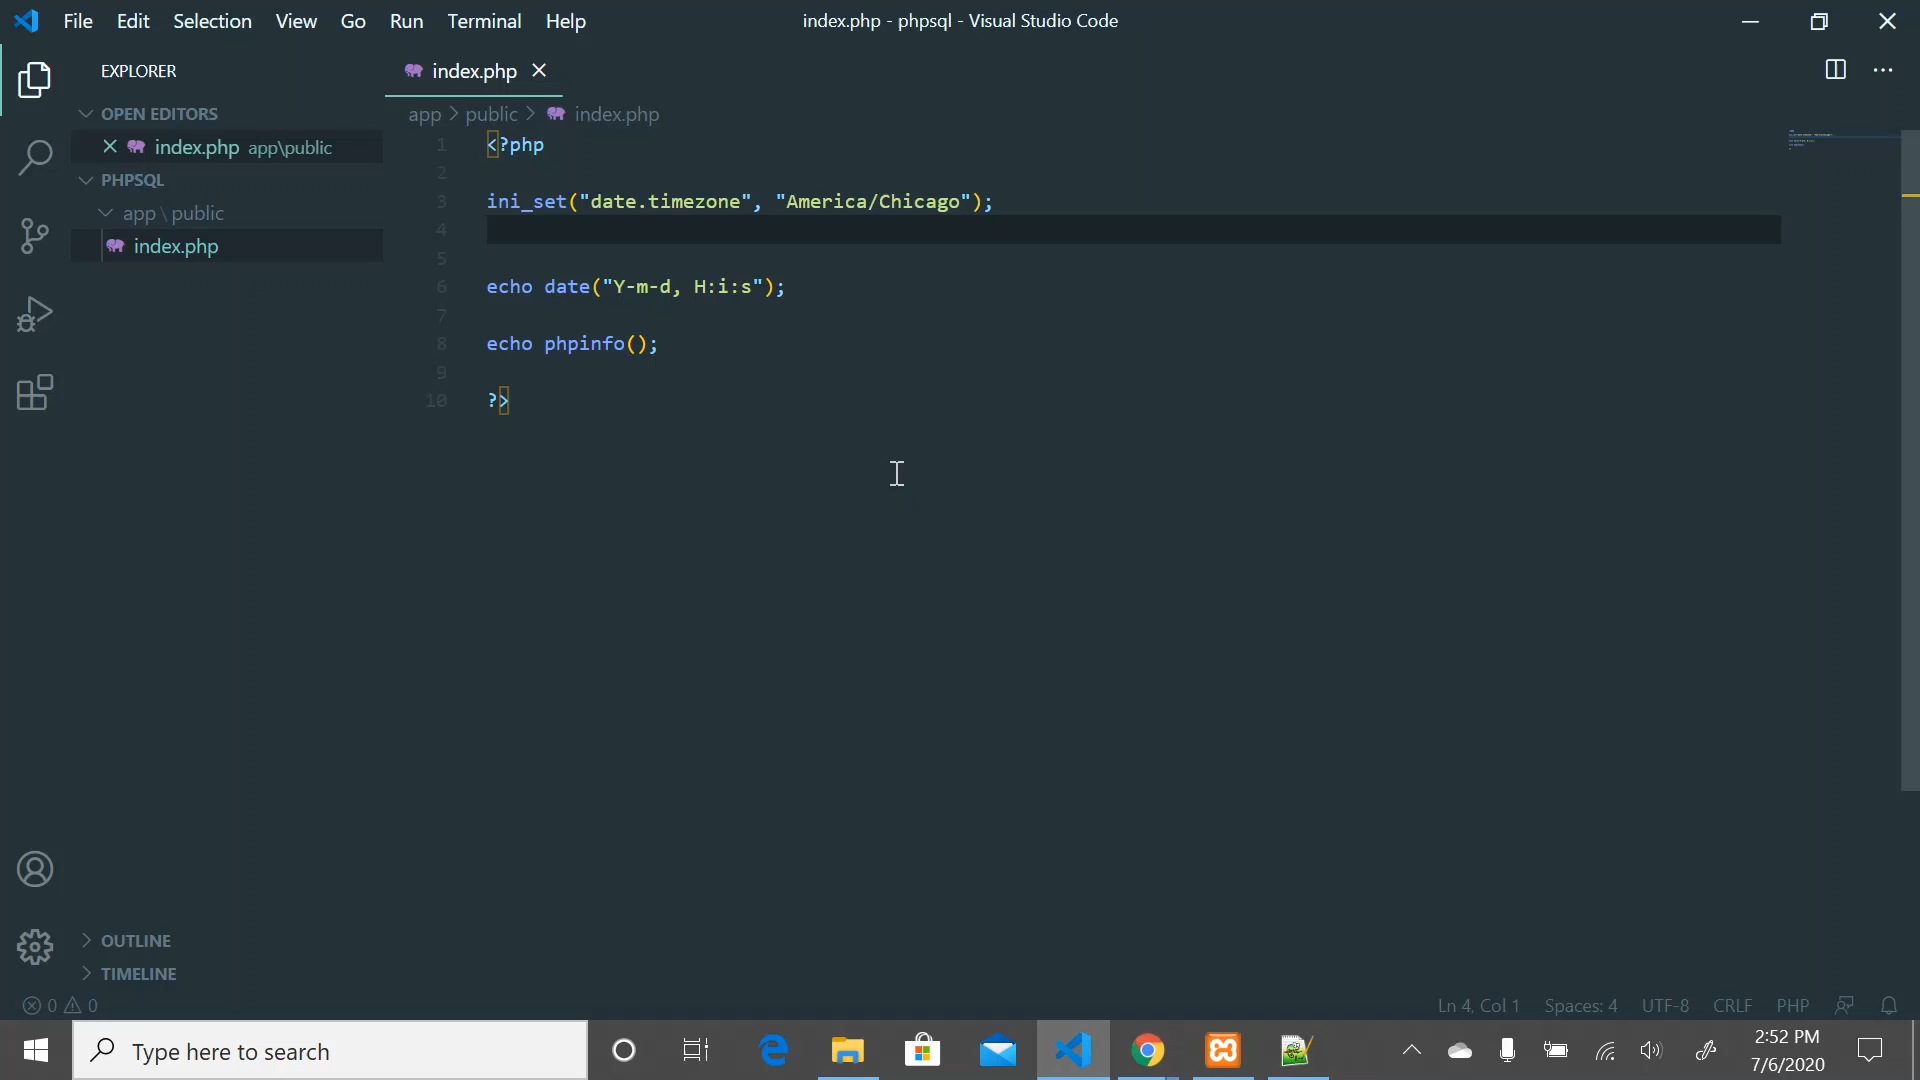 File Edit Selection View Go Run Terminal Help
index.php - phpsql - Visual Studio Code
EXPLORER
OPEN EDITORS
index.php app\public
PHPSQL
app \ public
index.php
OUTLINE
TIMELINE
index.php
app > public > index.php
1 <?php
2
3 ini_set("date.timezone", "America/Chicago");
4
5
6 echo date("Y-m-d, H:i:s");
7
8 echo phpinfo();
9
10 ?>
0 0
Ln 4, Col 1 Spaces: 4 UTF-8 CRLF PHP
Type here to search
2:52 PM
7/6/2020